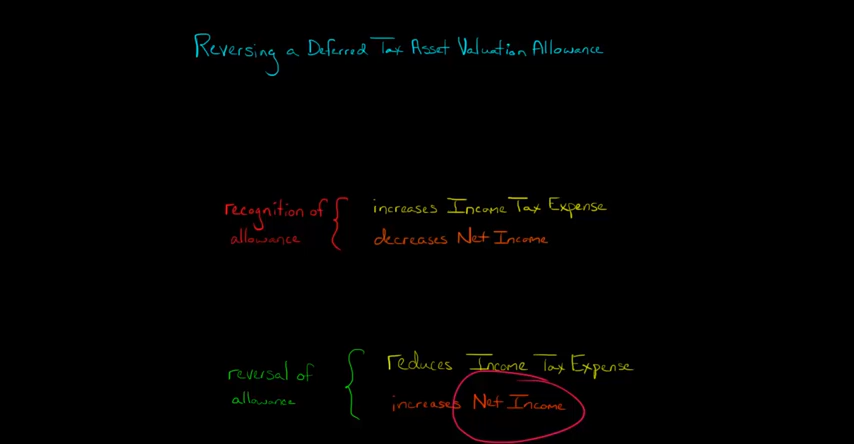 Reversing a Deferred Tax Asset Valuation Allowance
recognition of
allowance
increases Income Tax Expense
decreases Net Income
reversal of
allowance
reduces Income Tax Expense
increases Net Income